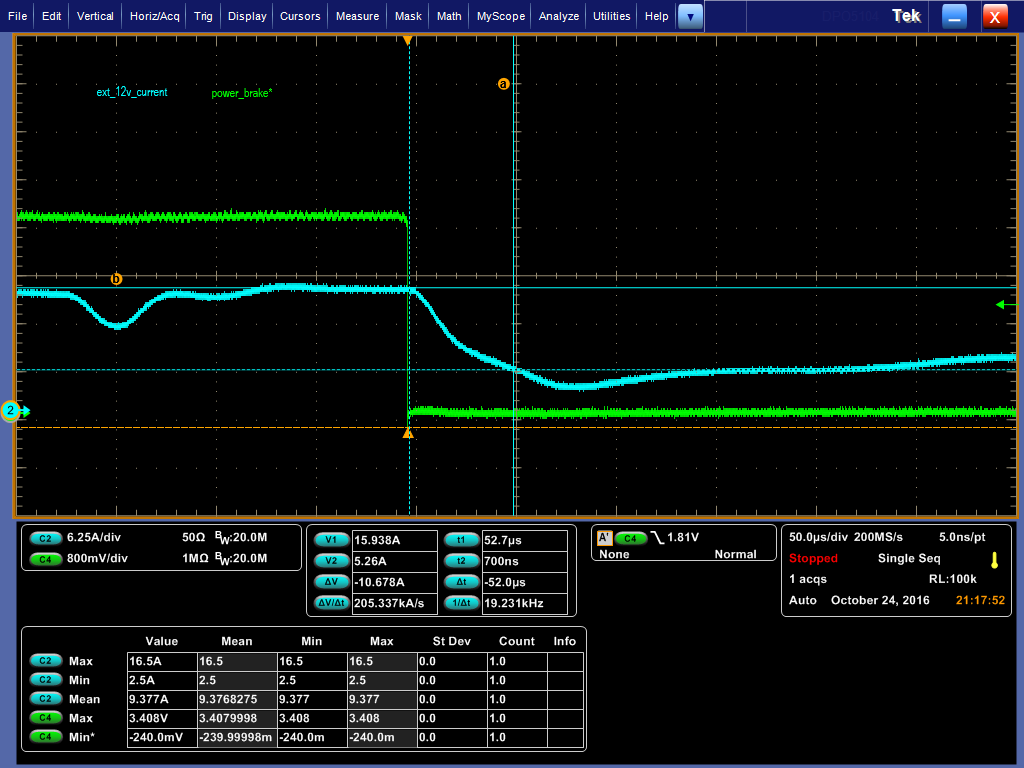 File Edit Vertical Horiz/Acq Trig Display Cursors Measure Mask Math MyScope Analyze Utilities Help Tek X
a
ext_12v_current power_brake*
b
2
C2 6.25A/div 50Ω BW:20.0M
C4 800mV/div 1MΩ BW:20.0M
V1 15.938A t1 52.7µs
V2 5.26A t2 700ns
ΔV -10.678A Δt -52.0µs
ΔV/Δt 205.337kA/s 1/Δt 19.231kHz
A' C4 1.81V
None Normal
50.0µs/div 200MS/s 5.0ns/pt
Stopped Single Seq
1 acqs RL:100k
Auto October 24, 2016 21:17:52
Value Mean Min Max St Dev Count Info
C2 Max 16.5A 16.5 16.5 16.5 0.0 1.0
C2 Min 2.5A 2.5 2.5 2.5 0.0 1.0
C2 Mean 9.377A 9.3768275 9.377 9.377 0.0 1.0
C4 Max 3.408V 3.4079998 3.408 3.408 0.0 1.0
C4 Min* -240.0mV -239.99998m -240.0m -240.0m 0.0 1.0